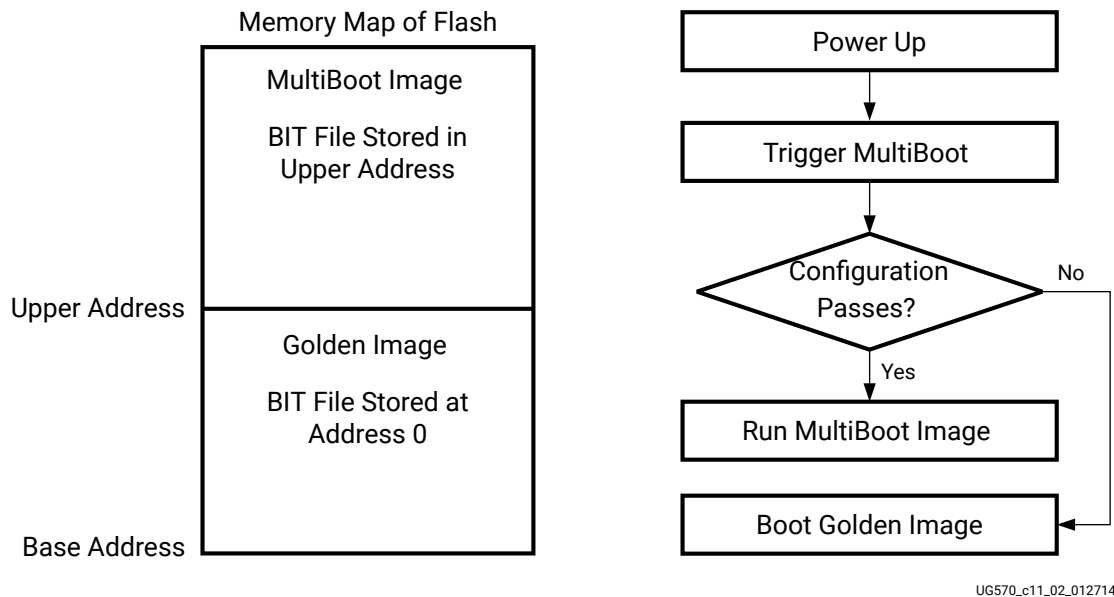 Memory Map of Flash
MultiBoot Image
BIT File Stored in
Upper Address
Upper Address
Golden Image
BIT File Stored at
Address 0
Base Address
Power Up
Trigger MultiBoot
Configuration
Passes?
No
Yes
Run MultiBoot Image
Boot Golden Image
UG570_c11_02_012714